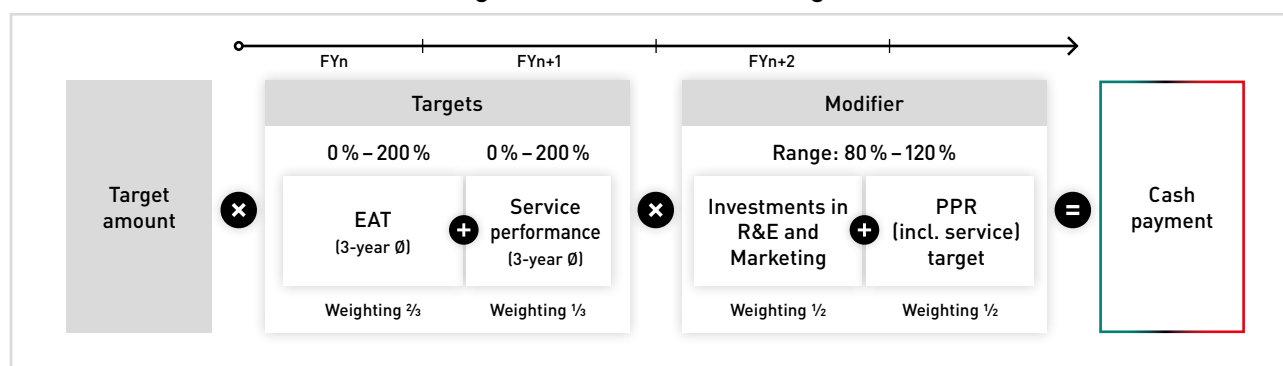 FYn
FYn+1
FYn+2
Target
amount
×
Targets
0 % – 200 %
0 % – 200 %
EAT
(3-year Ø)
+
Service
performance
(3-year Ø)
Weighting ⅔
Weighting ⅓
×
Modifier
Range: 80 % – 120 %
Investments in
R&E and
Marketing
+
PPR
(incl. service)
target
Weighting ½
Weighting ½
=
Cash
payment